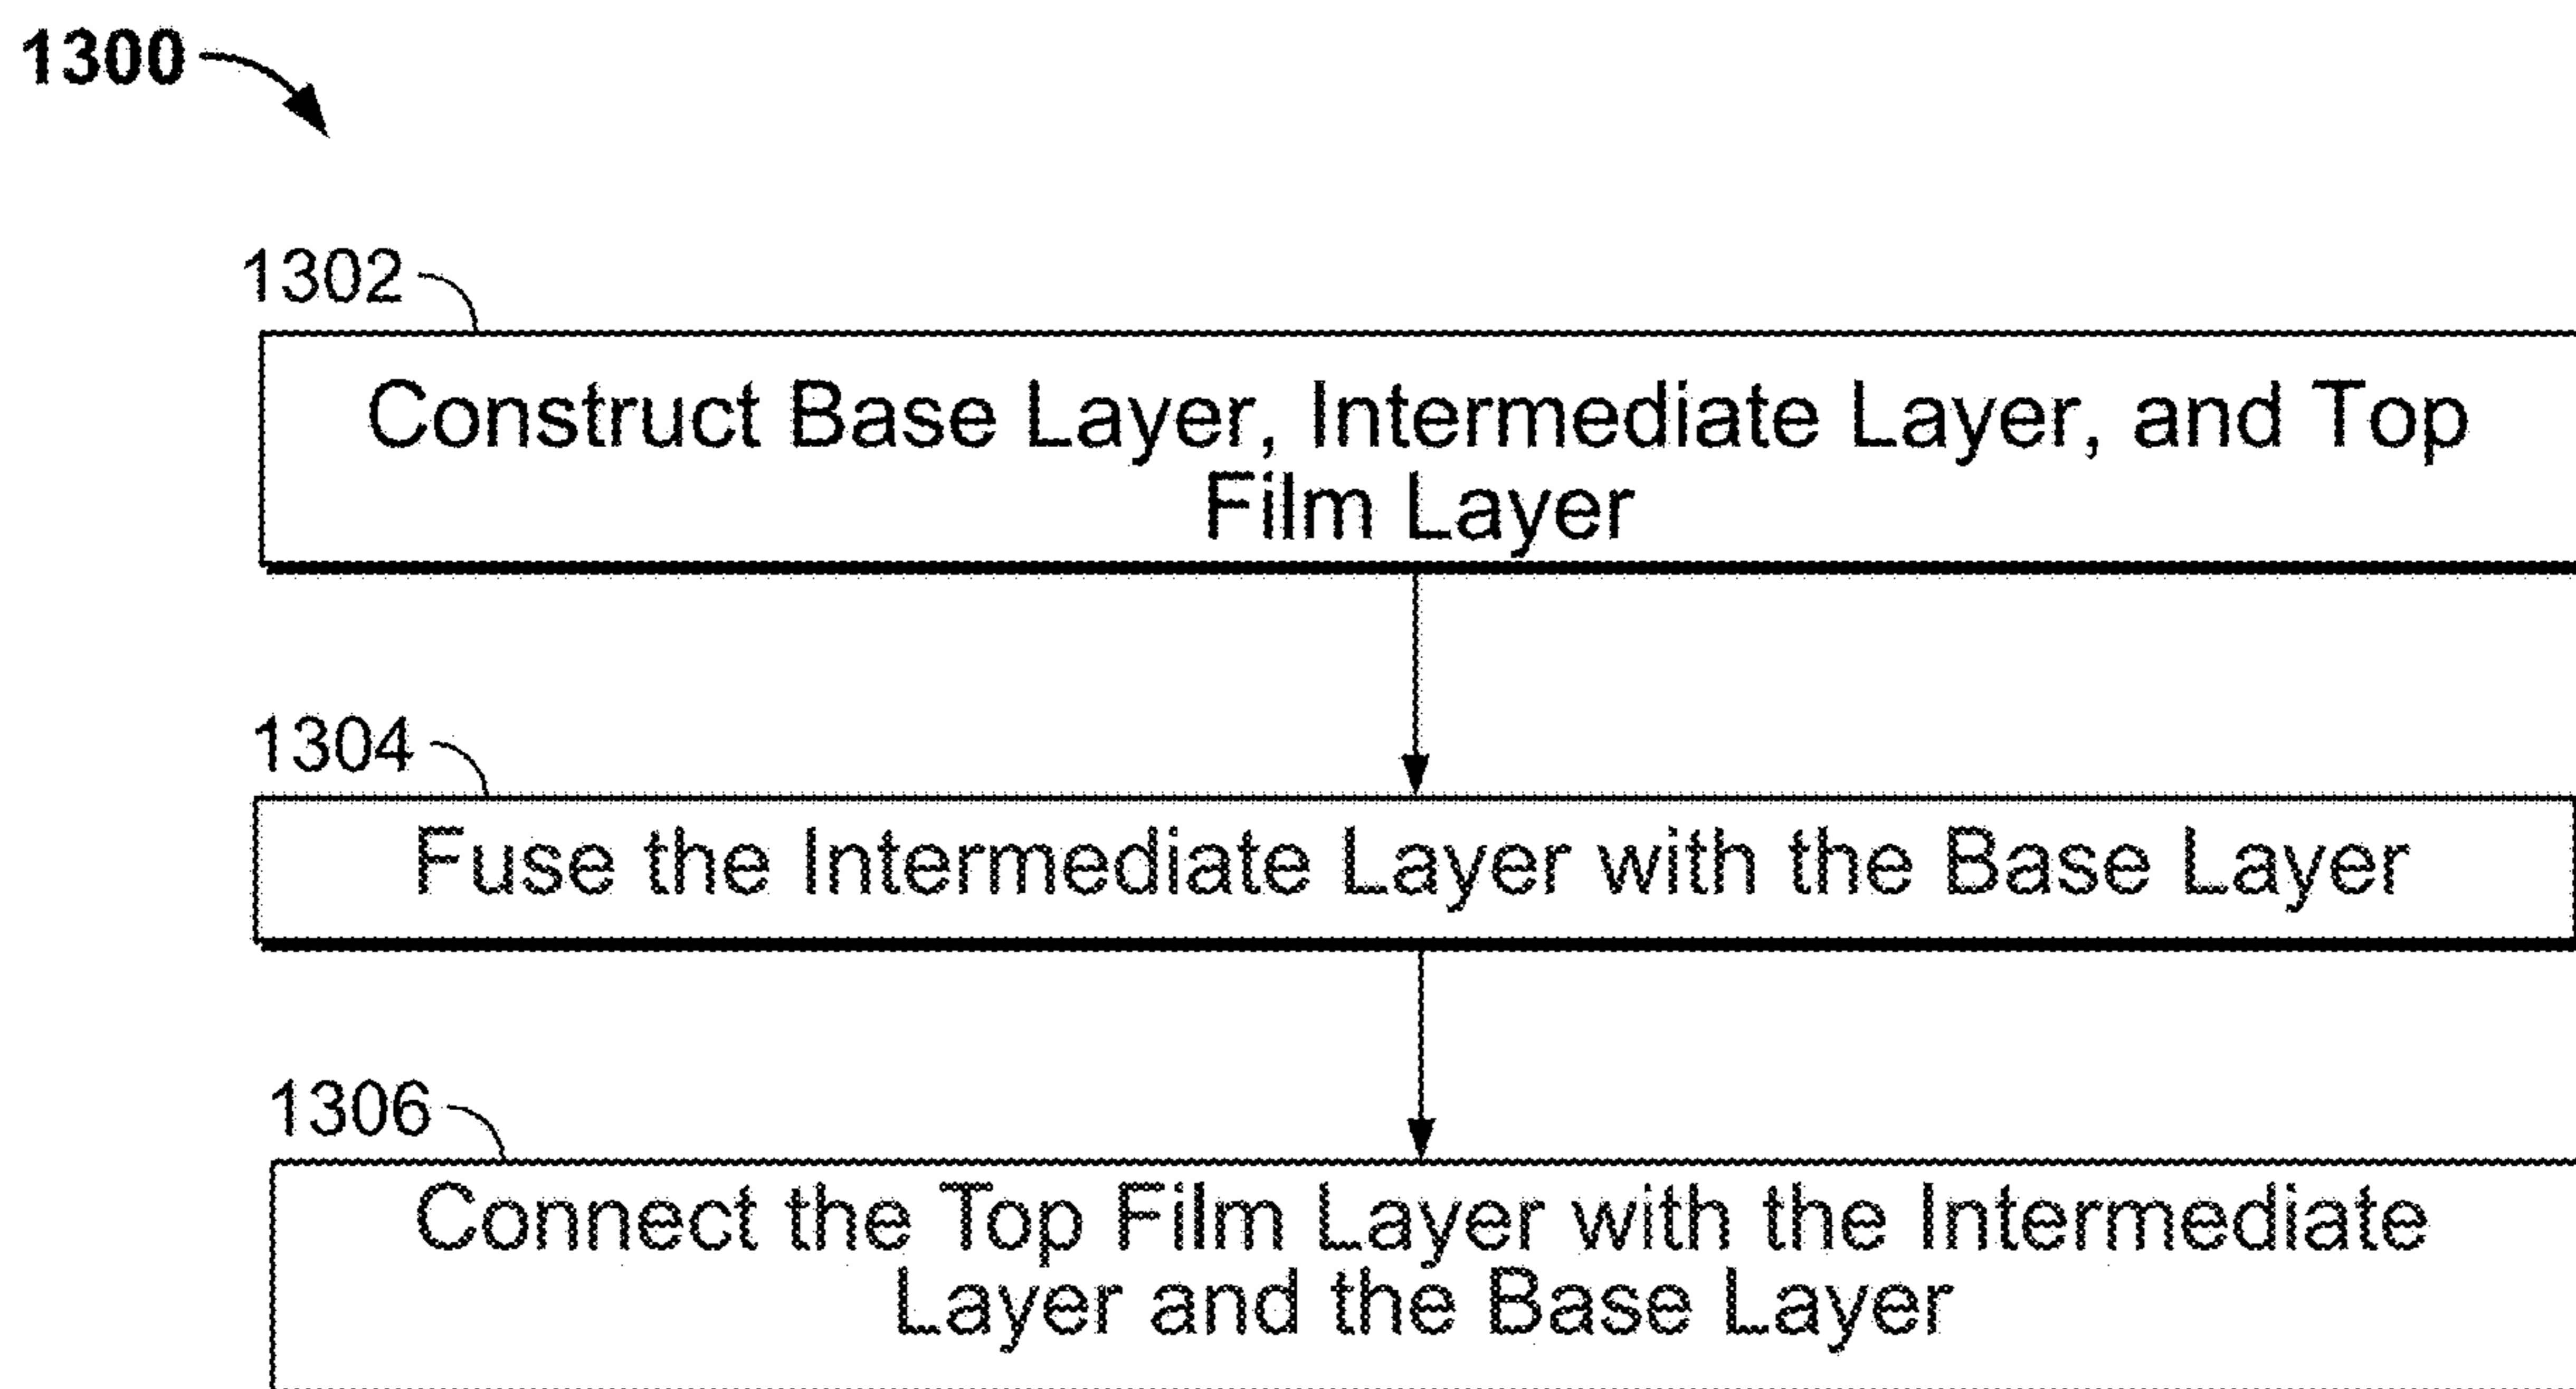 1300
1302
Construct Base Layer, Intermediate Layer, and Top
Film Layer
1304
Fuse the Intermediate Layer with the Base Layer
1306
Connect the Top Film Layer with the Intermediate
Layer and the Base Layer